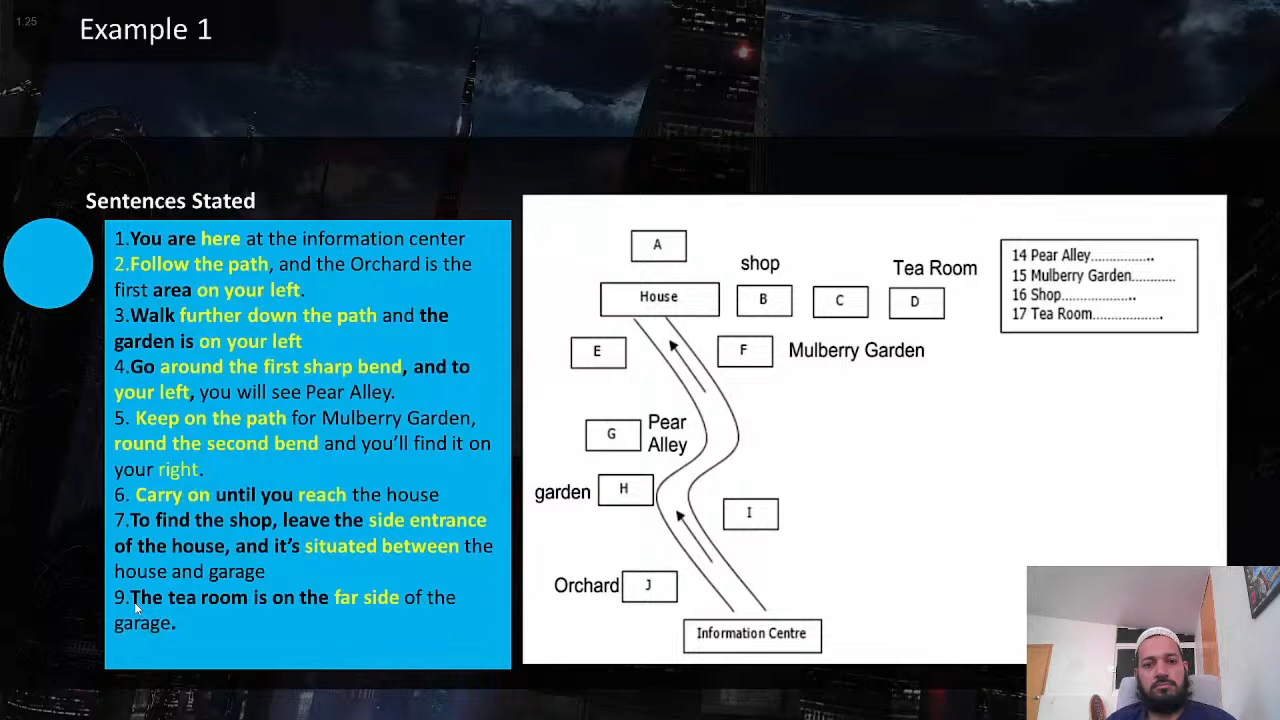 1.25
Example 1
Sentences Stated
1.You are here at the information center
2.Follow the path, and the Orchard is the
first area on your left.
3.Walk further down the path and the
garden is on your left
4.Go around the first sharp bend, and to
your left, you will see Pear Alley.
5. Keep on the path for Mulberry Garden,
round the second bend and you'll find it on
your right.
6. Carry on until you reach the house
7.To find the shop, leave the side entrance
of the house, and it's situated between the
house and garage
9.The tea room is on the far side of the
garage.
A
shop
Tea Room
House
B
C
D
E
F
Mulberry Garden
G
Pear
Alley
garden
H
I
Orchard
J
Information Centre
14 Pear Alley...............
15 Mulberry Garden...........
16 Shop..................
17 Tea Room.................